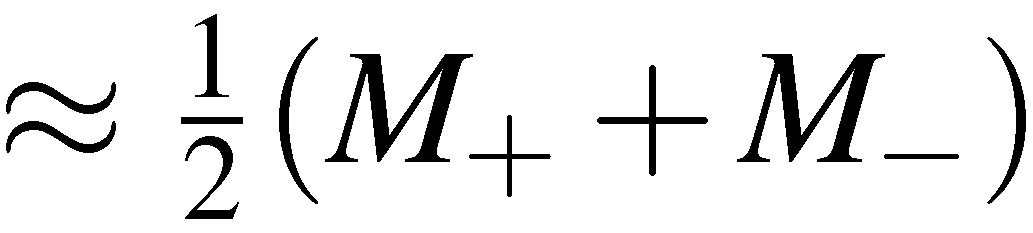 ≈ ½(M₊ + M₋)